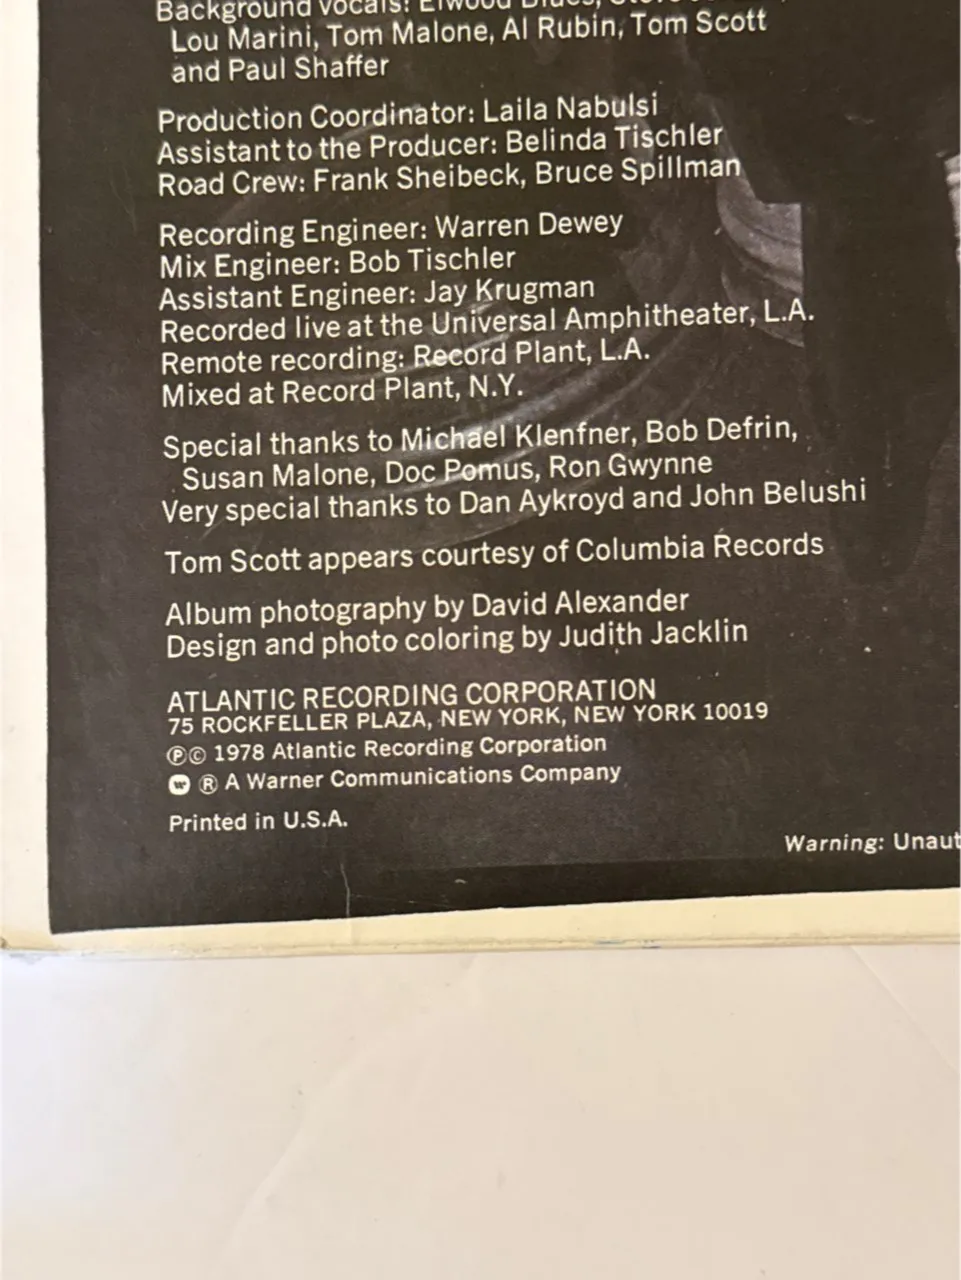 Background vocals: Elwood Blues,
Lou Marini, Tom Malone, Al Rubin, Tom Scott
and Paul Shaffer
Production Coordinator: Laila Nabulsi
Assistant to the Producer: Belinda Tischler
Road Crew: Frank Sheibeck, Bruce Spillman
Recording Engineer: Warren Dewey
Mix Engineer: Bob Tischler
Assistant Engineer: Jay Krugman
Recorded live at the Universal Amphitheater, L.A.
Remote recording: Record Plant, L.A.
Mixed at Record Plant, N.Y.
Special thanks to Michael Klenfner, Bob Defrin,
Susan Malone, Doc Pomus, Ron Gwynne
Very special thanks to Dan Aykroyd and John Belushi
Tom Scott appears courtesy of Columbia Records
Album photography by David Alexander
Design and photo coloring by Judith Jacklin
ATLANTIC RECORDING CORPORATION
75 ROCKFELLER PLAZA, NEW YORK, NEW YORK 10019
℗© 1978 Atlantic Recording Corporation
® A Warner Communications Company
Printed in U.S.A.
Warning: Unaut